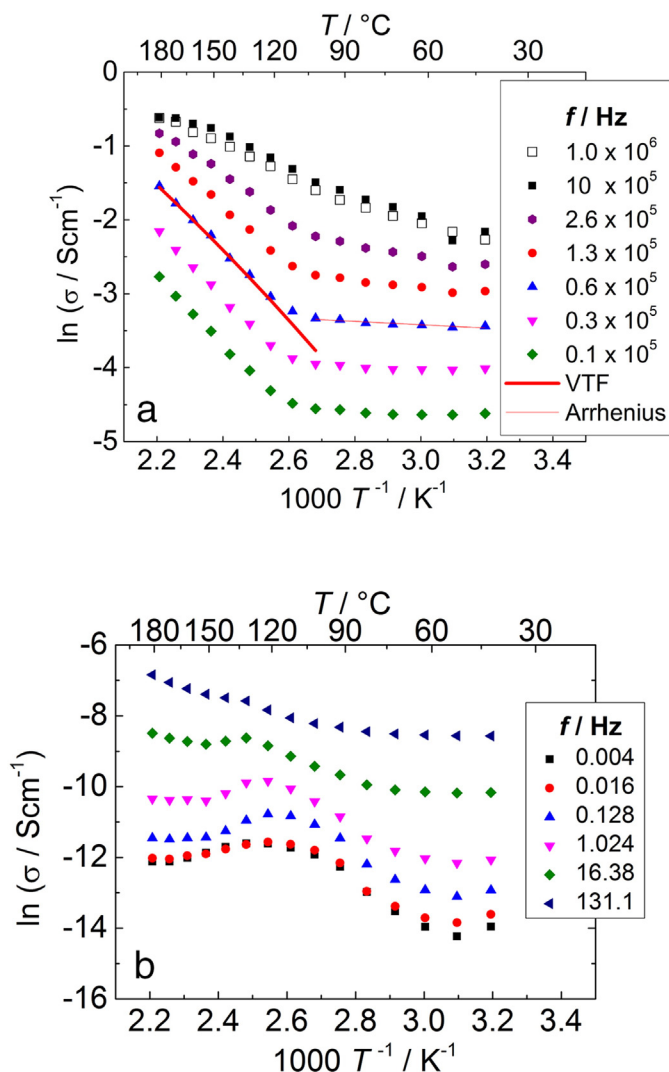 T / °C
180 150 120 90 60 30
0
-1
-2
-3
-4
-5
ln (σ / Scm⁻¹)
a
f / Hz
1.0 x 10⁶
10 x 10⁵
2.6 x 10⁵
1.3 x 10⁵
0.6 x 10⁵
0.3 x 10⁵
0.1 x 10⁵
VTF
Arrhenius
2.2 2.4 2.6 2.8 3.0 3.2 3.4
1000 T⁻¹ / K⁻¹
T / °C
180 150 120 90 60 30
-6
-8
-10
-12
-14
-16
ln (σ / Scm⁻¹)
b
f / Hz
0.004
0.016
0.128
1.024
16.38
131.1
2.2 2.4 2.6 2.8 3.0 3.2 3.4
1000 T⁻¹ / K⁻¹